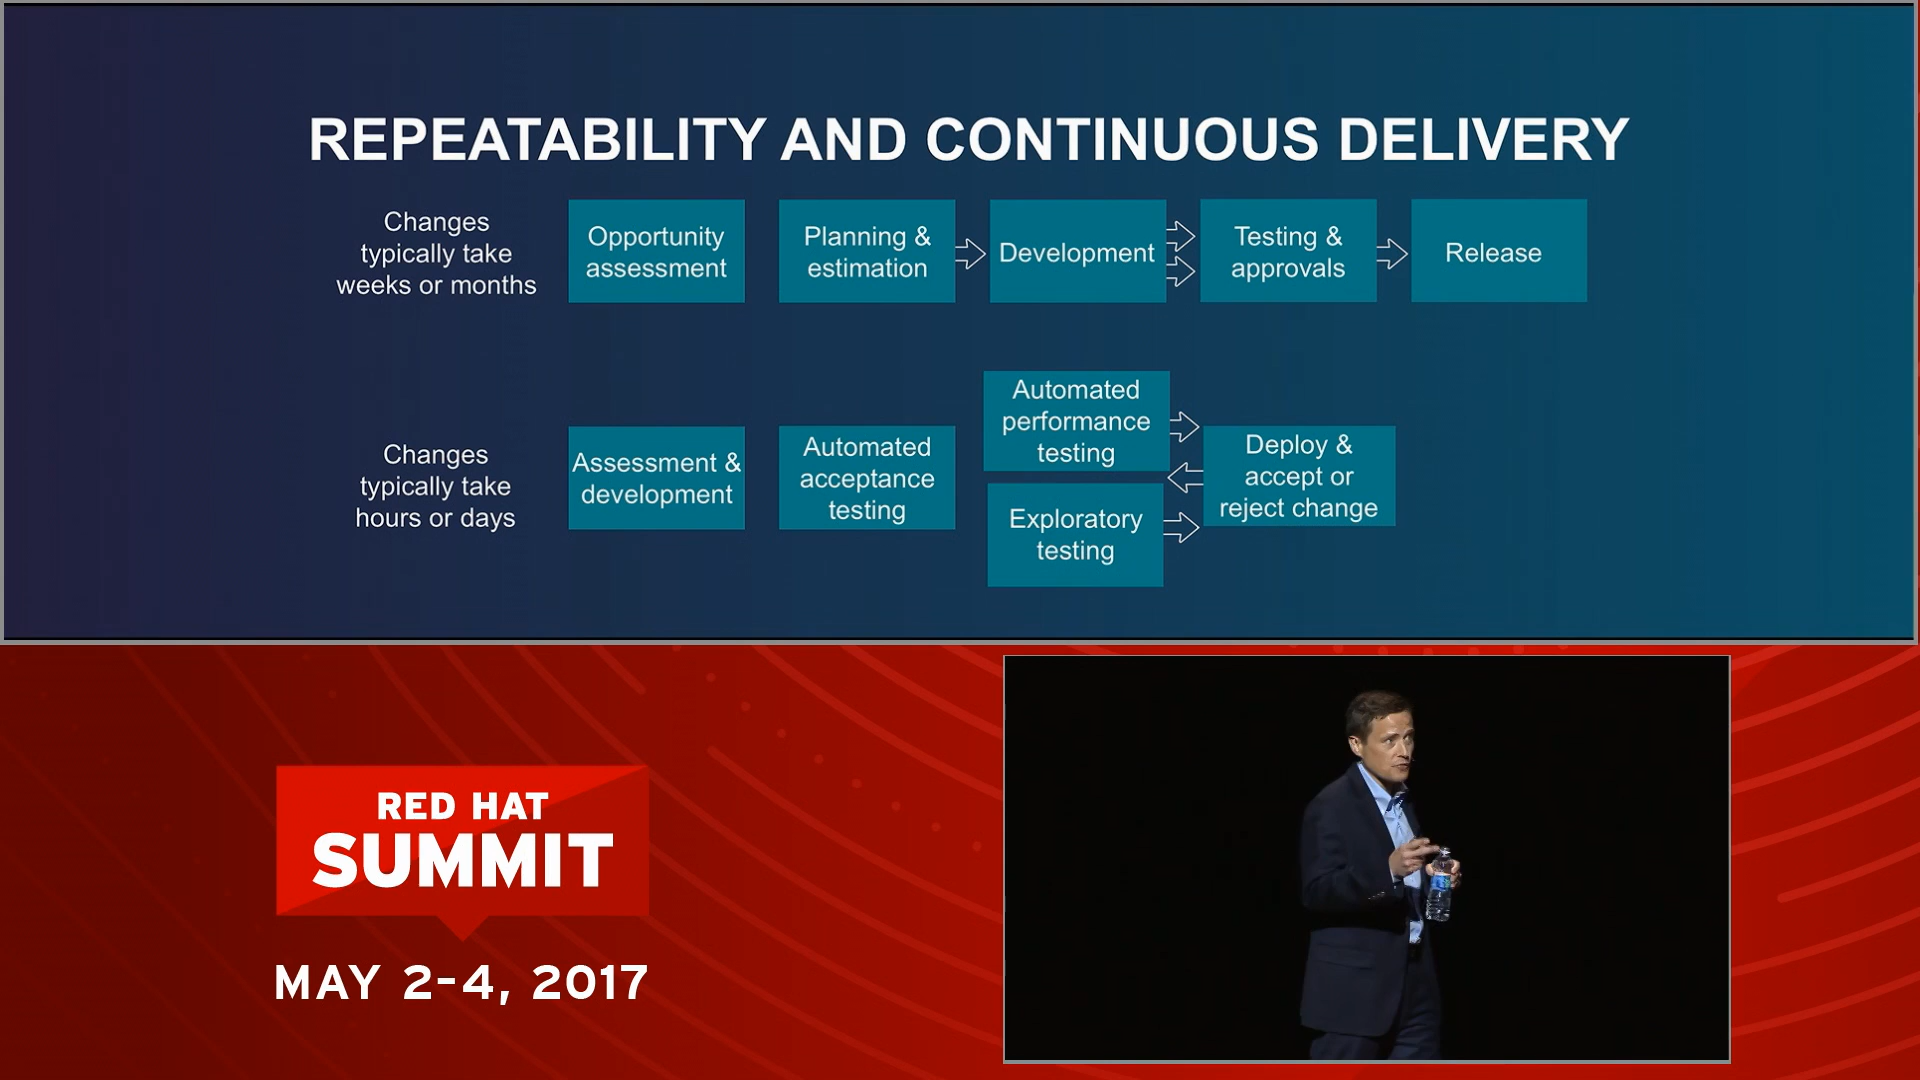 REPEATABILITY AND CONTINUOUS DELIVERY
Changes
typically take
weeks or months
Opportunity
assessment
Planning &
estimation
Development
Testing &
approvals
Release
Changes
typically take
hours or days
Assessment &
development
Automated
acceptance
testing
Automated
performance
testing
Exploratory
testing
Deploy &
accept or
reject change
RED HAT
SUMMIT
MAY 2-4, 2017